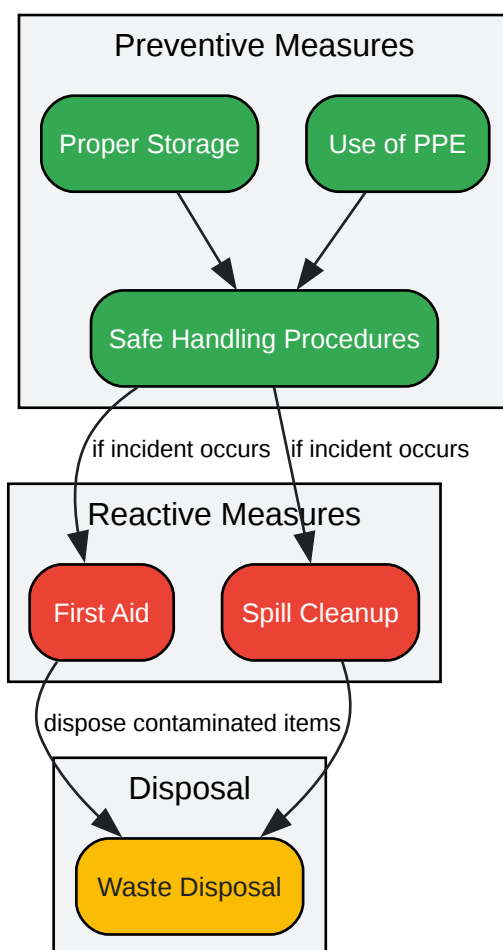 Preventive Measures
Proper Storage
Use of PPE
Safe Handling Procedures
if incident occurs
if incident occurs
Reactive Measures
First Aid
Spill Cleanup
dispose contaminated items
Disposal
Waste Disposal